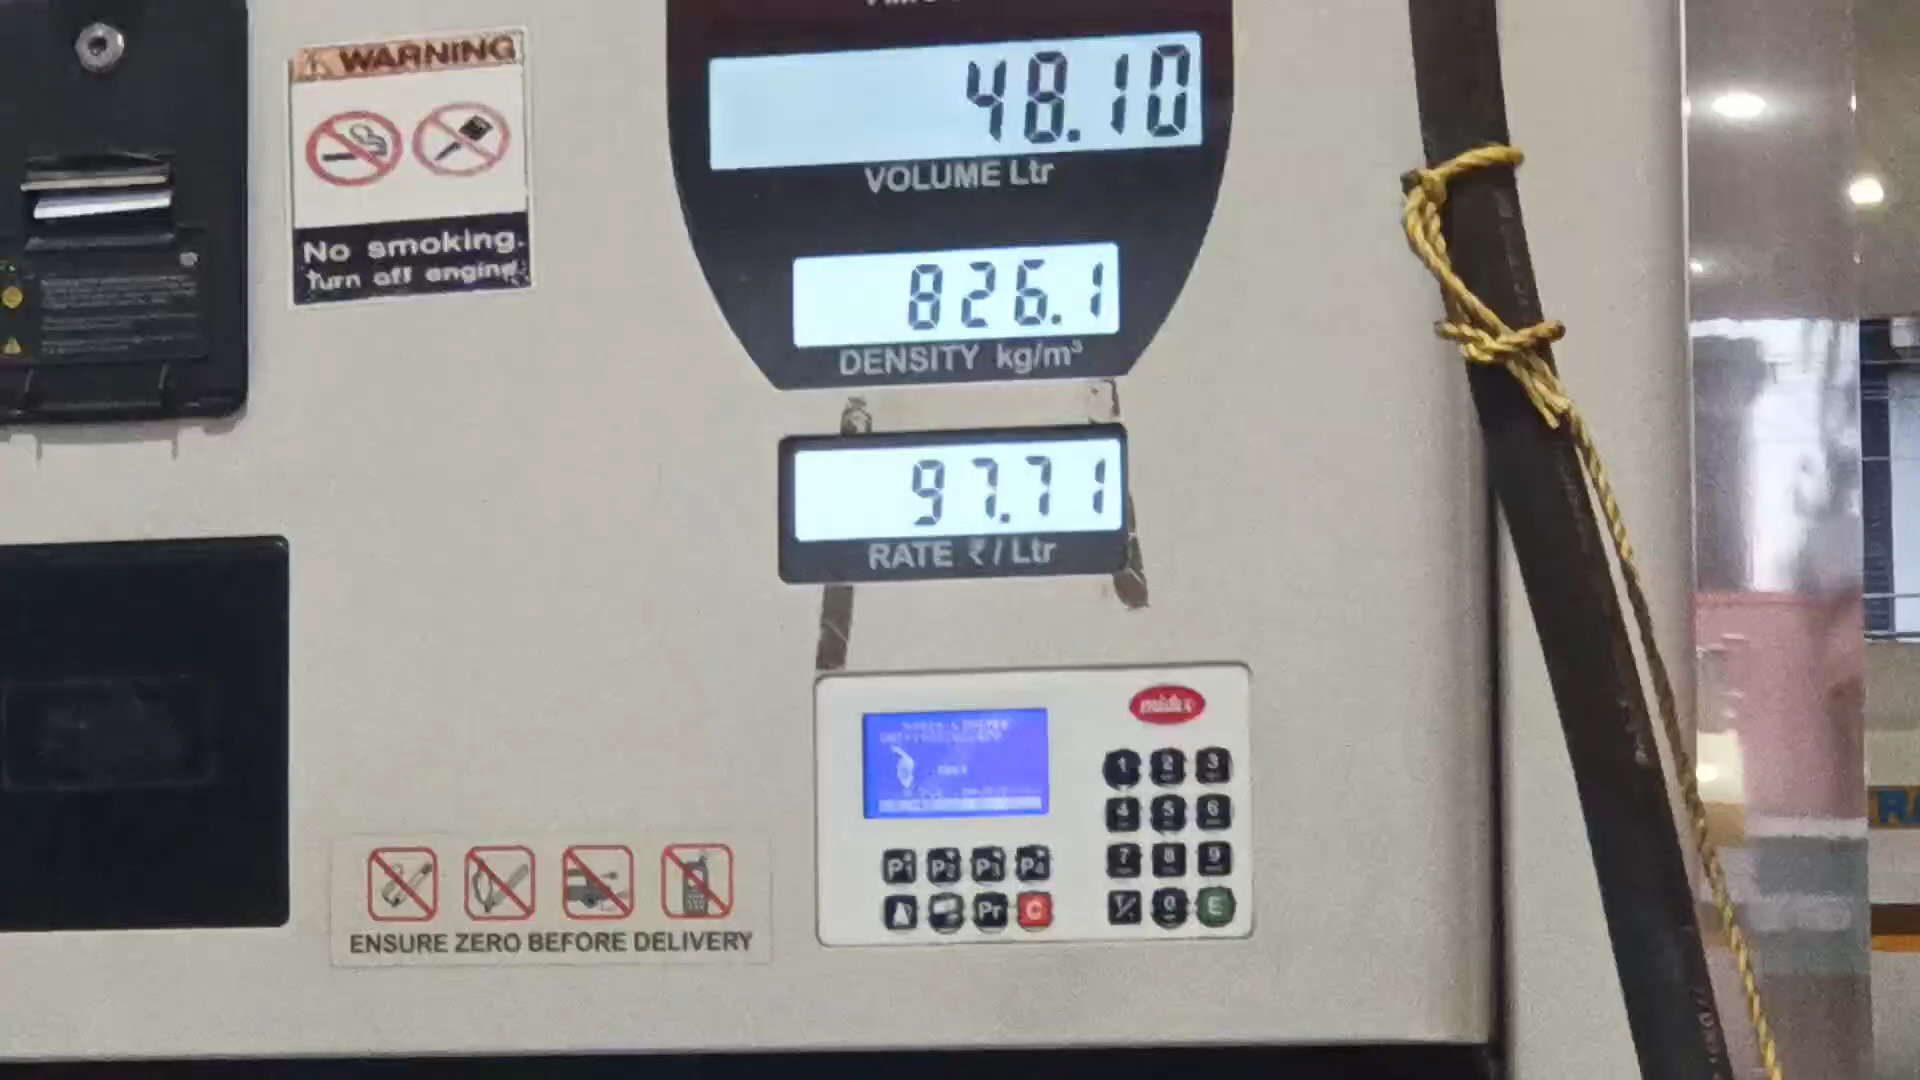 WARNING
No smoking.
Turn off engine.
48.10
VOLUME Ltr
826.1
DENSITY kg/m³
97.71
RATE ₹ / Ltr
midco
1 2 3
4 5 6
7 8 9
0 E
P1 P2 P3 P4
Pr C
ENSURE ZERO BEFORE DELIVERY